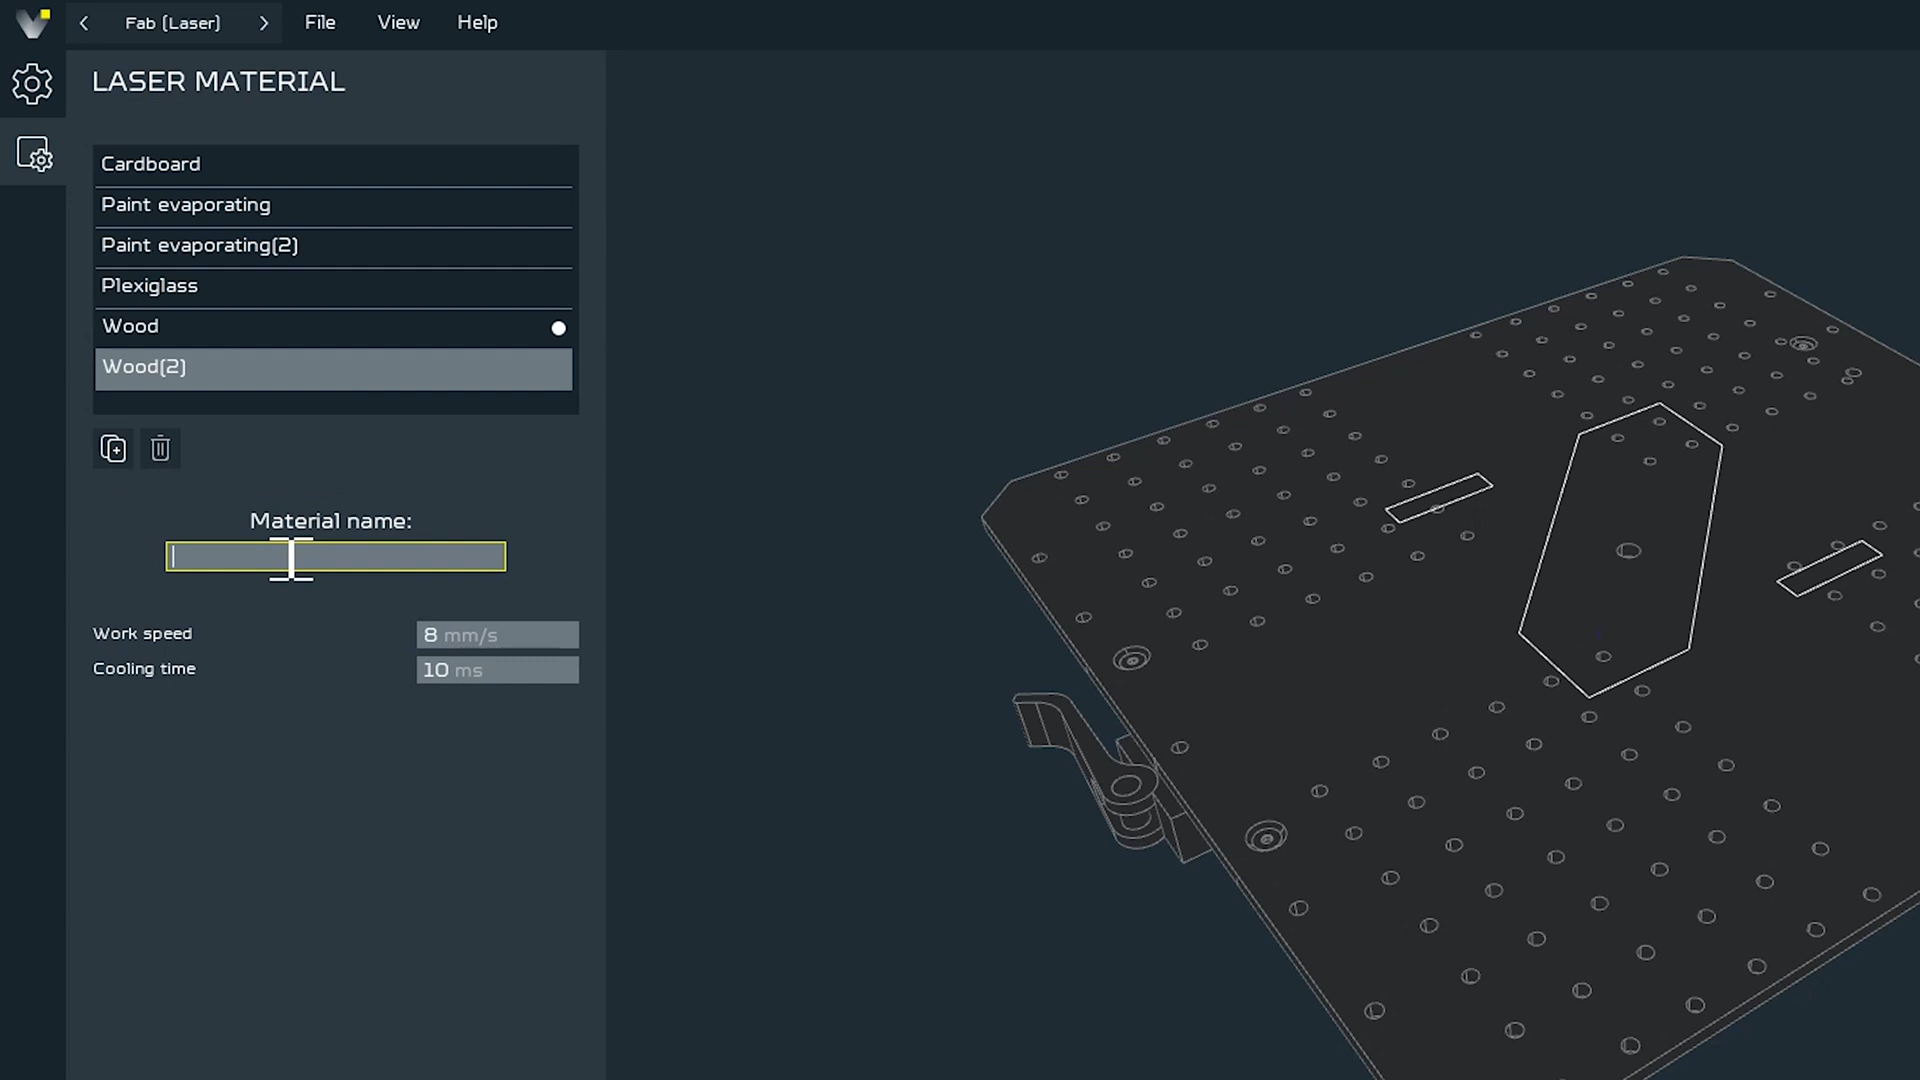 Fab (Laser)
File
View
Help
LASER MATERIAL
Cardboard
Paint evaporating
Paint evaporating(2)
Plexiglass
Wood
Wood(2)
Material name:
Work speed 8 mm/s
Cooling time 10 ms